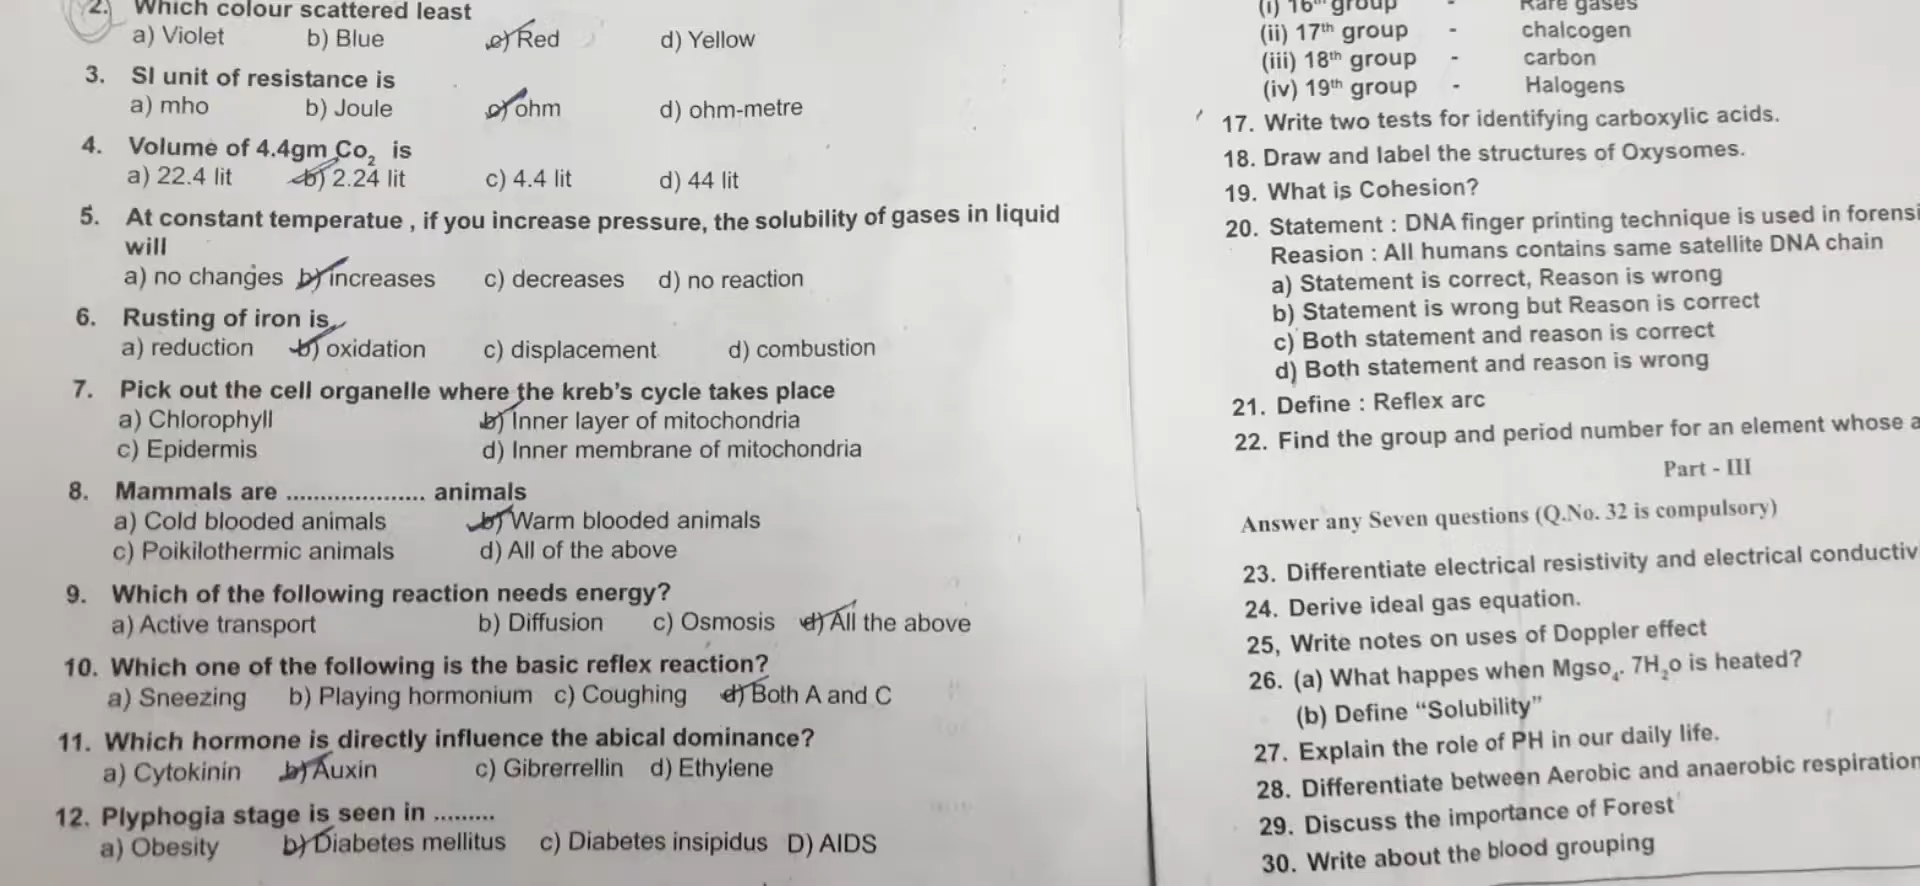 2. Which colour scattered least
a) Violet b) Blue c) Red d) Yellow
3. SI unit of resistance is
a) mho b) Joule c) ohm d) ohm-metre
4. Volume of 4.4gm Co₂ is
a) 22.4 lit b) 2.24 lit c) 4.4 lit d) 44 lit
5. At constant temperatue , if you increase pressure, the solubility of gases in liquid
will
a) no changes b) increases c) decreases d) no reaction
6. Rusting of iron is
a) reduction b) oxidation c) displacement d) combustion
7. Pick out the cell organelle where the kreb's cycle takes place
a) Chlorophyll b) Inner layer of mitochondria
c) Epidermis d) Inner membrane of mitochondria
8. Mammals are .................... animals
a) Cold blooded animals b) Warm blooded animals
c) Poikilothermic animals d) All of the above
9. Which of the following reaction needs energy?
a) Active transport b) Diffusion c) Osmosis d) All the above
10. Which one of the following is the basic reflex reaction?
a) Sneezing b) Playing hormonium c) Coughing d) Both A and C
11. Which hormone is directly influence the abical dominance?
a) Cytokinin b) Auxin c) Gibrerrellin d) Ethylene
12. Plyphogia stage is seen in .........
a) Obesity b) Diabetes mellitus c) Diabetes insipidus D) AIDS
(i) 16th group - Rare gases
(ii) 17th group - chalcogen
(iii) 18th group - carbon
(iv) 19th group - Halogens
17. Write two tests for identifying carboxylic acids.
18. Draw and label the structures of Oxysomes.
19. What is Cohesion?
20. Statement : DNA finger printing technique is used in forensi
Reasion : All humans contains same satellite DNA chain
a) Statement is correct, Reason is wrong
b) Statement is wrong but Reason is correct
c) Both statement and reason is correct
d) Both statement and reason is wrong
21. Define : Reflex arc
22. Find the group and period number for an element whose a
Part - III
Answer any Seven questions (Q.No. 32 is compulsory)
23. Differentiate electrical resistivity and electrical conductiv
24. Derive ideal gas equation.
25, Write notes on uses of Doppler effect
26. (a) What happes when Mgso₄. 7H₂o is heated?
(b) Define “Solubility”
27. Explain the role of PH in our daily life.
28. Differentiate between Aerobic and anaerobic respiration
29. Discuss the importance of Forest
30. Write about the blood grouping